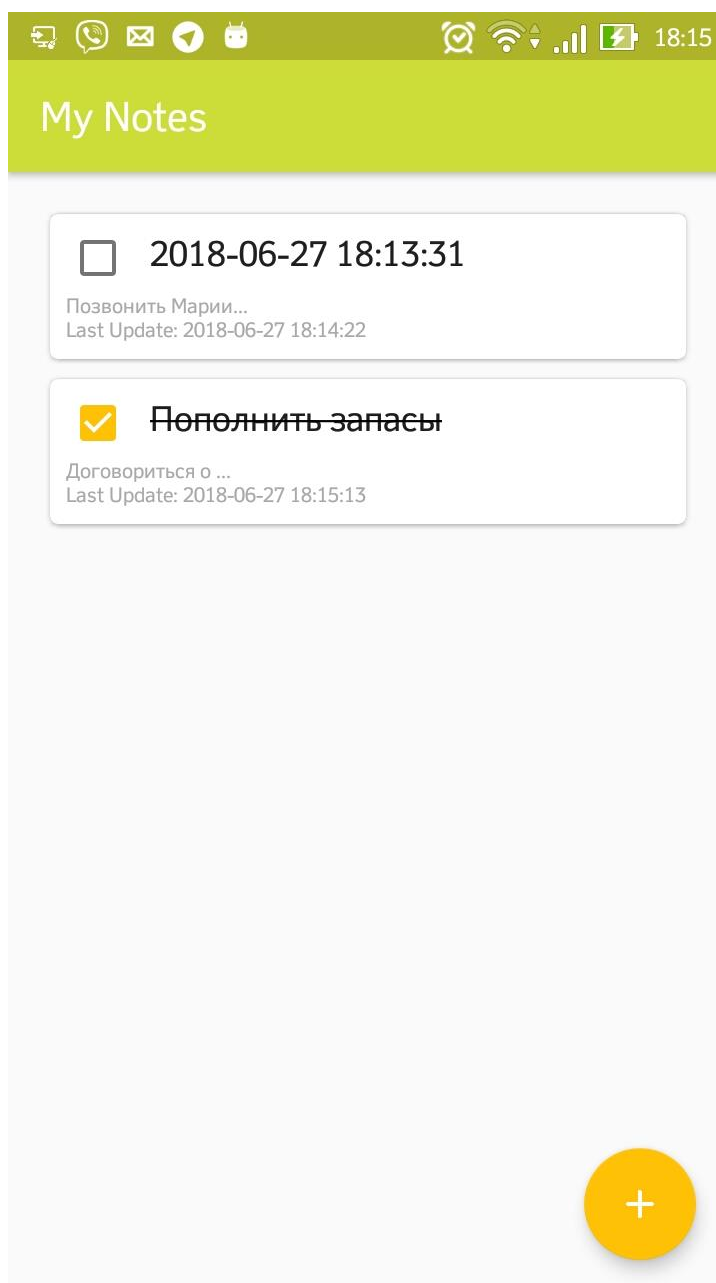 18:15
My Notes
2018-06-27 18:13:31
Позвонить Марии...
Last Update: 2018-06-27 18:14:22
Пополнить запасы
Договориться о ...
Last Update: 2018-06-27 18:15:13